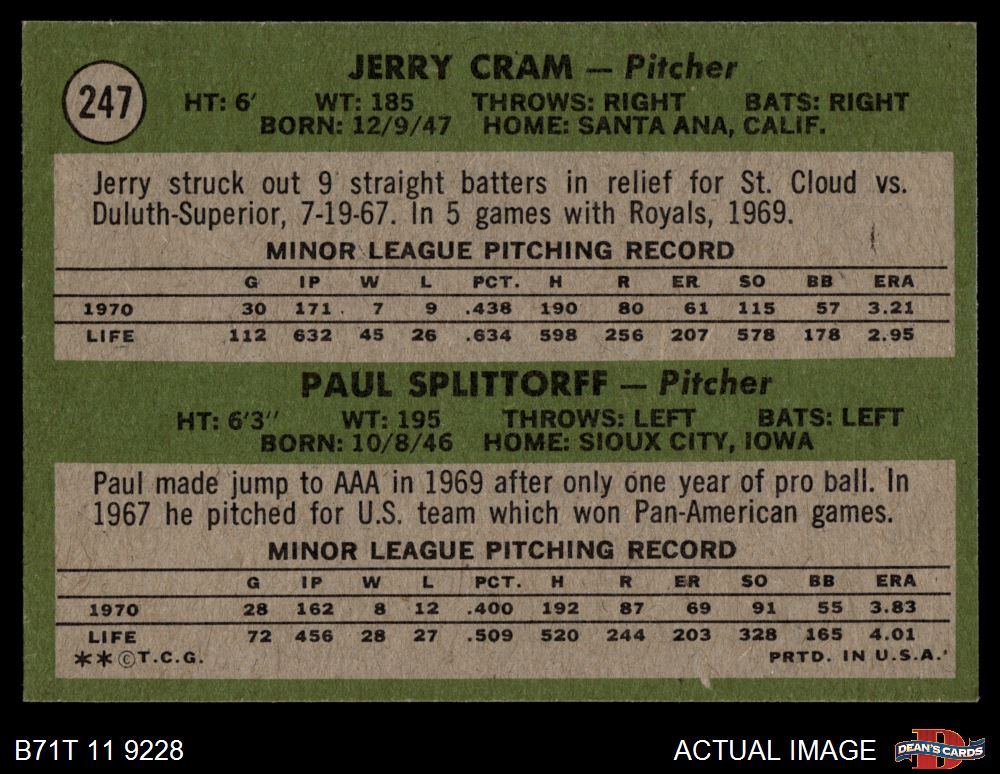 247
JERRY CRAM — Pitcher
HT: 6' WT: 185 THROWS: RIGHT BATS: RIGHT
BORN: 12/9/47 HOME: SANTA ANA, CALIF.
Jerry struck out 9 straight batters in relief for St. Cloud vs.
Duluth-Superior, 7-19-67. In 5 games with Royals, 1969.
MINOR LEAGUE PITCHING RECORD
G IP W L PCT. H R ER SO BB ERA
1970 30 171 7 9 .438 190 80 61 115 57 3.21
LIFE 112 632 45 26 .634 598 256 207 578 178 2.95
PAUL SPLITTORFF — Pitcher
HT: 6'3'' WT: 195 THROWS: LEFT BATS: LEFT
BORN: 10/8/46 HOME: SIOUX CITY, IOWA
Paul made jump to AAA in 1969 after only one year of pro ball. In
1967 he pitched for U.S. team which won Pan-American games.
MINOR LEAGUE PITCHING RECORD
G IP W L PCT. H R ER SO BB ERA
1970 28 162 8 12 .400 192 87 69 91 55 3.83
LIFE 72 456 28 27 .509 520 244 203 328 165 4.01
**©T.C.G. PRTD. IN U.S.A.
B71T 11 9228 ACTUAL IMAGE DEAN'S CARDS